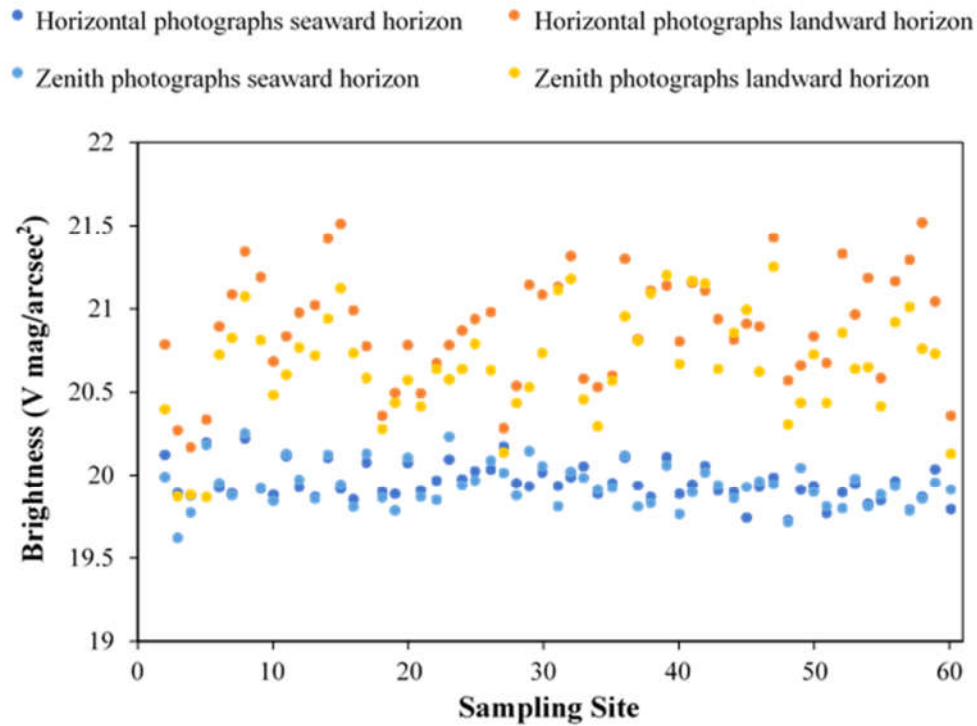 Horizontal photographs seaward horizon
Horizontal photographs landward horizon
Zenith photographs seaward horizon
Zenith photographs landward horizon
22
21.5
21
20.5
20
19.5
19
Brightness (V mag/arcsec²)
0
10
20
30
40
50
60
Sampling Site